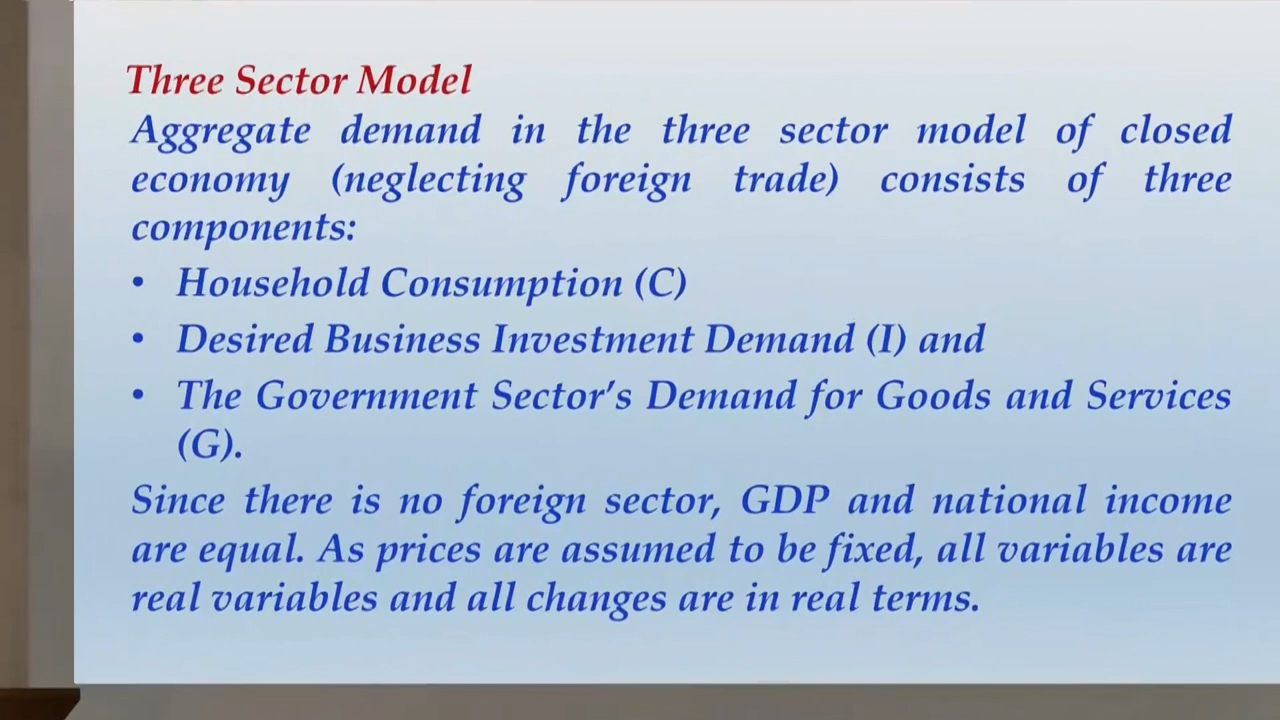 Three Sector Model
Aggregate demand in the three sector model of closed
economy (neglecting foreign trade) consists of three
components:
• Household Consumption (C)
• Desired Business Investment Demand (I) and
• The Government Sector's Demand for Goods and Services
(G).
Since there is no foreign sector, GDP and national income
are equal. As prices are assumed to be fixed, all variables are
real variables and all changes are in real terms.